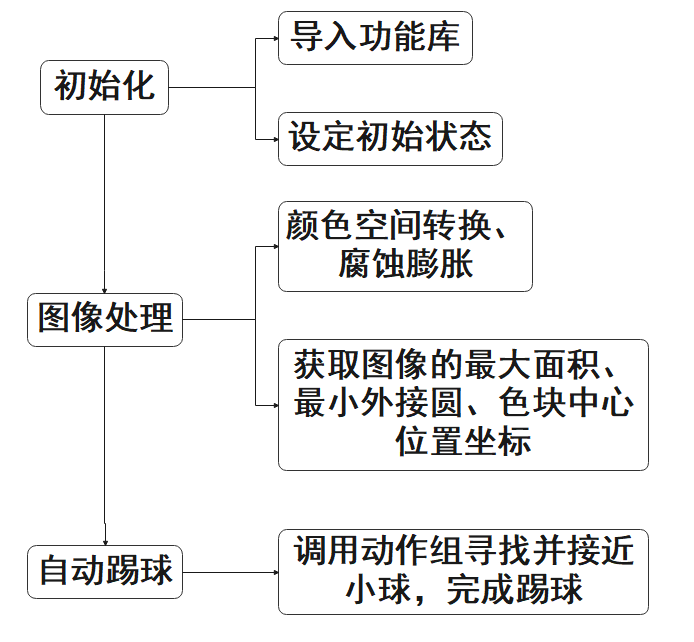 导入功能库
初始化
设定初始状态
颜色空间转换、
腐蚀膨胀
图像处理
获取图像的最大面积、
最小外接圆、色块中心
位置坐标
自动踢球
调用动作组寻找并接近
小球，完成踢球